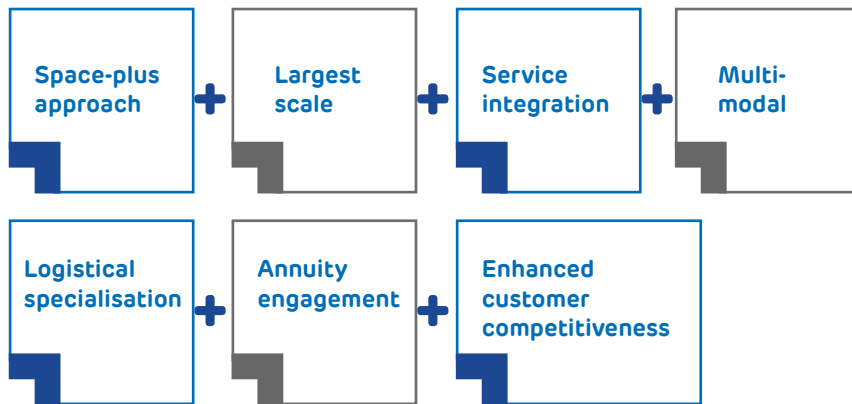 Space-plus
approach
+
Largest
scale
+
Service
integration
+
Multi-
modal
Logistical
specialisation
+
Annuity
engagement
+
Enhanced
customer
competitiveness